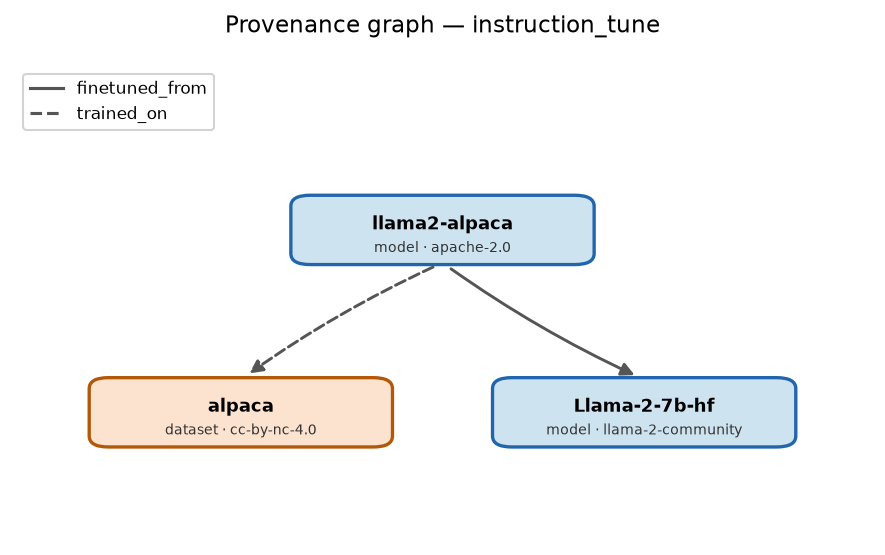 Provenance graph — instruction_tune
finetuned_from
trained_on
llama2-alpaca
model · apache-2.0
alpaca
dataset · cc-by-nc-4.0
Llama-2-7b-hf
model · llama-2-community